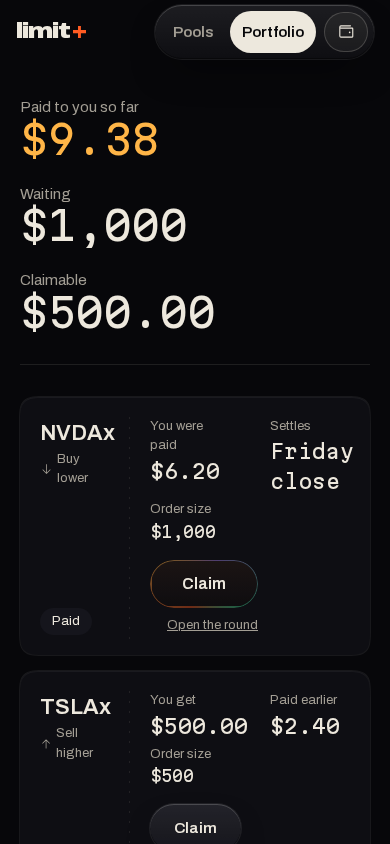 limit+
Pools
Portfolio
Paid to you so far
$9.38
Waiting
$1,000
Claimable
$500.00
NVDAx
↓ Buy
lower
Paid
You were
paid
$6.20
Settles
Friday
close
Order size
$1,000
Claim
Open the round
TSLAx
↑ Sell
higher
You get
$500.00
Paid earlier
$2.40
Order size
$500
Claim